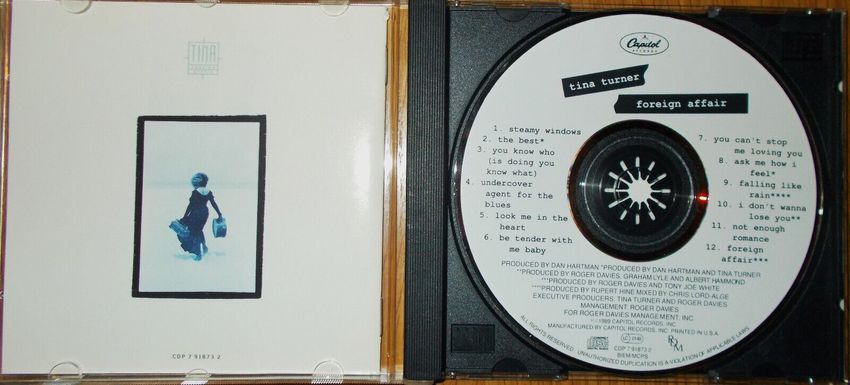 TINA
CDP 7 91873 2
Capitol
RECORDS
tina turner
foreign affair
1. steamy windows
2. the best*
3. you know who
(is doing you
know what)
4. undercover
agent for the
blues
5. look me in the
heart
6. be tender with
me baby
7. you can't stop
me loving you
8. ask me how i
feel*
9. falling like
rain****
10. i don't wanna
lose you**
11. not enough
romance
12. foreign
affair***
PRODUCED BY DAN HARTMAN *PRODUCED BY DAN HARTMAN AND TINA TURNER
**PRODUCED BY ROGER DAVIES, GRAHAM LYLE AND ALBERT HAMMOND
***PRODUCED BY ROGER DAVIES AND TONY JOE WHITE
****PRODUCED BY RUPERT HINE MIXED BY CHRIS LORD-ALGE
EXECUTIVE PRODUCERS: TINA TURNER AND ROGER DAVIES
MANAGEMENT: ROGER DAVIES
FOR ROGER DAVIES MANAGEMENT, INC
1989 CAPITOL RECORDS, INC
MANUFACTURED BY CAPITOL RECORDS, INC. PRINTED IN U.S.A.
CDP 7 91873 2
BIEM/MCPS
ALL RIGHTS RESERVED UNAUTHORIZED DUPLICATION IS A VIOLATION OF APPLICABLE LAWS